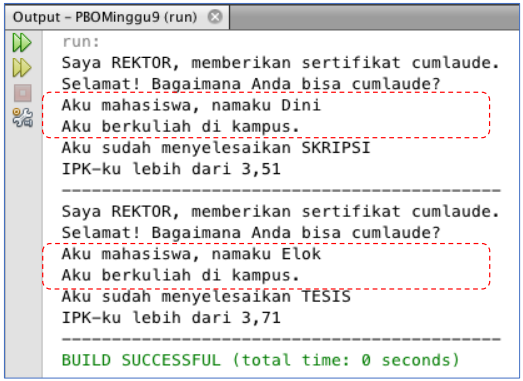 Output – PBOMinggu9 (run)
run:
Saya REKTOR, memberikan sertifikat cumlaude.
Selamat! Bagaimana Anda bisa cumlaude?
Aku mahasiswa, namaku Dini
Aku berkuliah di kampus.
Aku sudah menyelesaikan SKRIPSI
IPK-ku lebih dari 3,51
--------------------------------------------
Saya REKTOR, memberikan sertifikat cumlaude.
Selamat! Bagaimana Anda bisa cumlaude?
Aku mahasiswa, namaku Elok
Aku berkuliah di kampus.
Aku sudah menyelesaikan TESIS
IPK-ku lebih dari 3,71
--------------------------------------------
BUILD SUCCESSFUL (total time: 0 seconds)